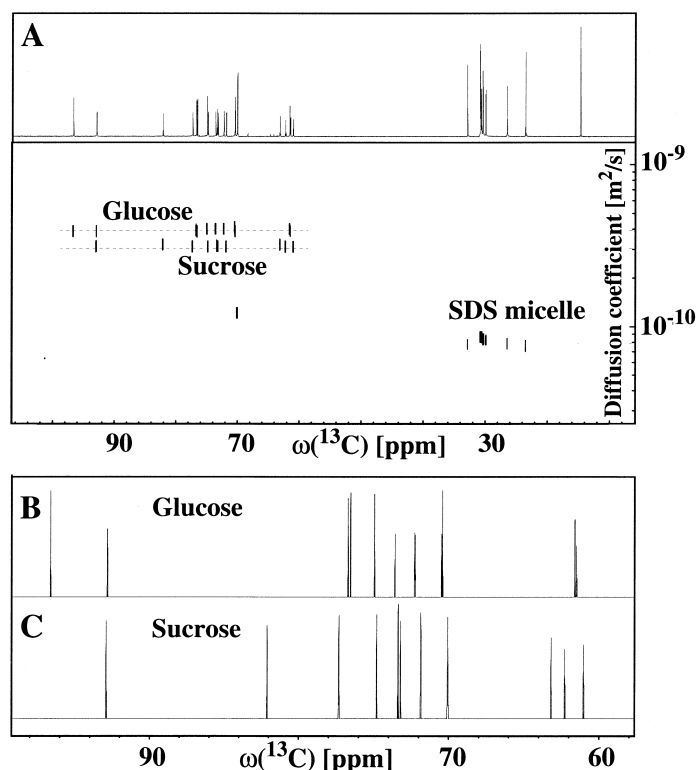 A
10⁻⁹
Glucose
Sucrose
SDS micelle
10⁻¹⁰
Diffusion coefficient [m²/s]
90 70 ω(¹³C) [ppm] 30
B
Glucose
C
Sucrose
90 ω(¹³C) [ppm] 70 60